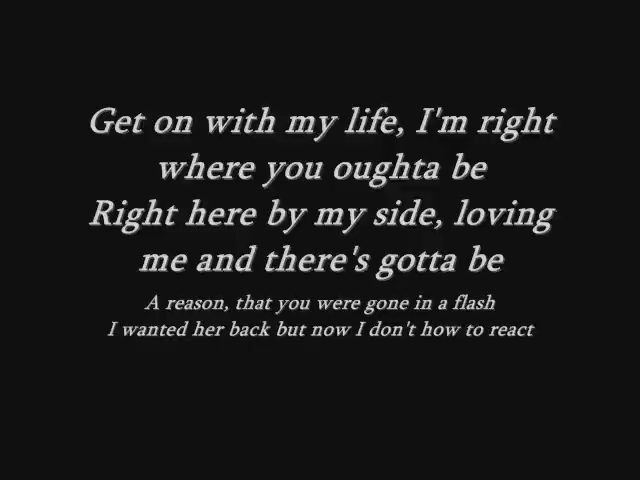 Get on with my life, I'm right
where you oughta be
Right here by my side, loving
me and there's gotta be
A reason, that you were gone in a flash
I wanted her back but now I don't how to react